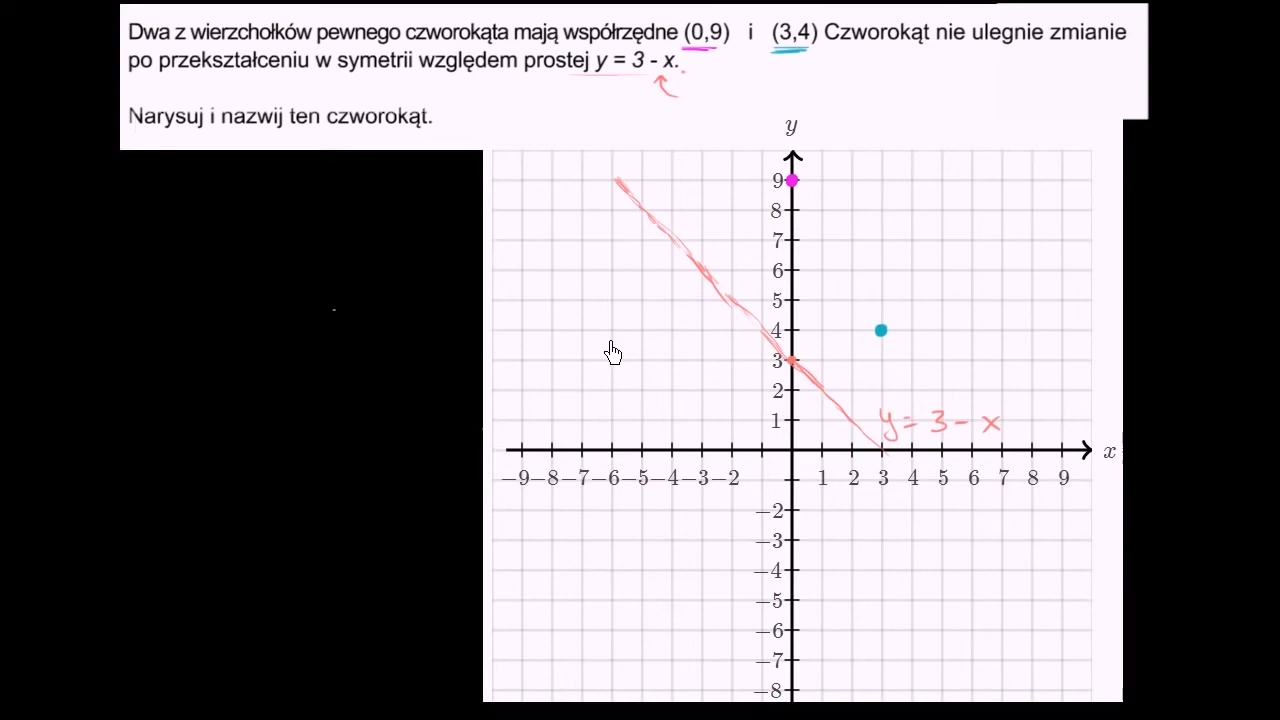 Dwa z wierzchołków pewnego czworokąta mają współrzędne (0,9) i (3,4) Czworokąt nie ulegnie zmianie
po przekształceniu w symetrii względem prostej y = 3 - x.
Narysuj i nazwij ten czworokąt.
y
9
8
7
6
5
4
3
2
1
y = 3 - x
x
−9 −8 −7 −6 −5 −4 −3 −2 1 2 3 4 5 6 7 8 9
−2
−3
−4
−5
−6
−7
−8